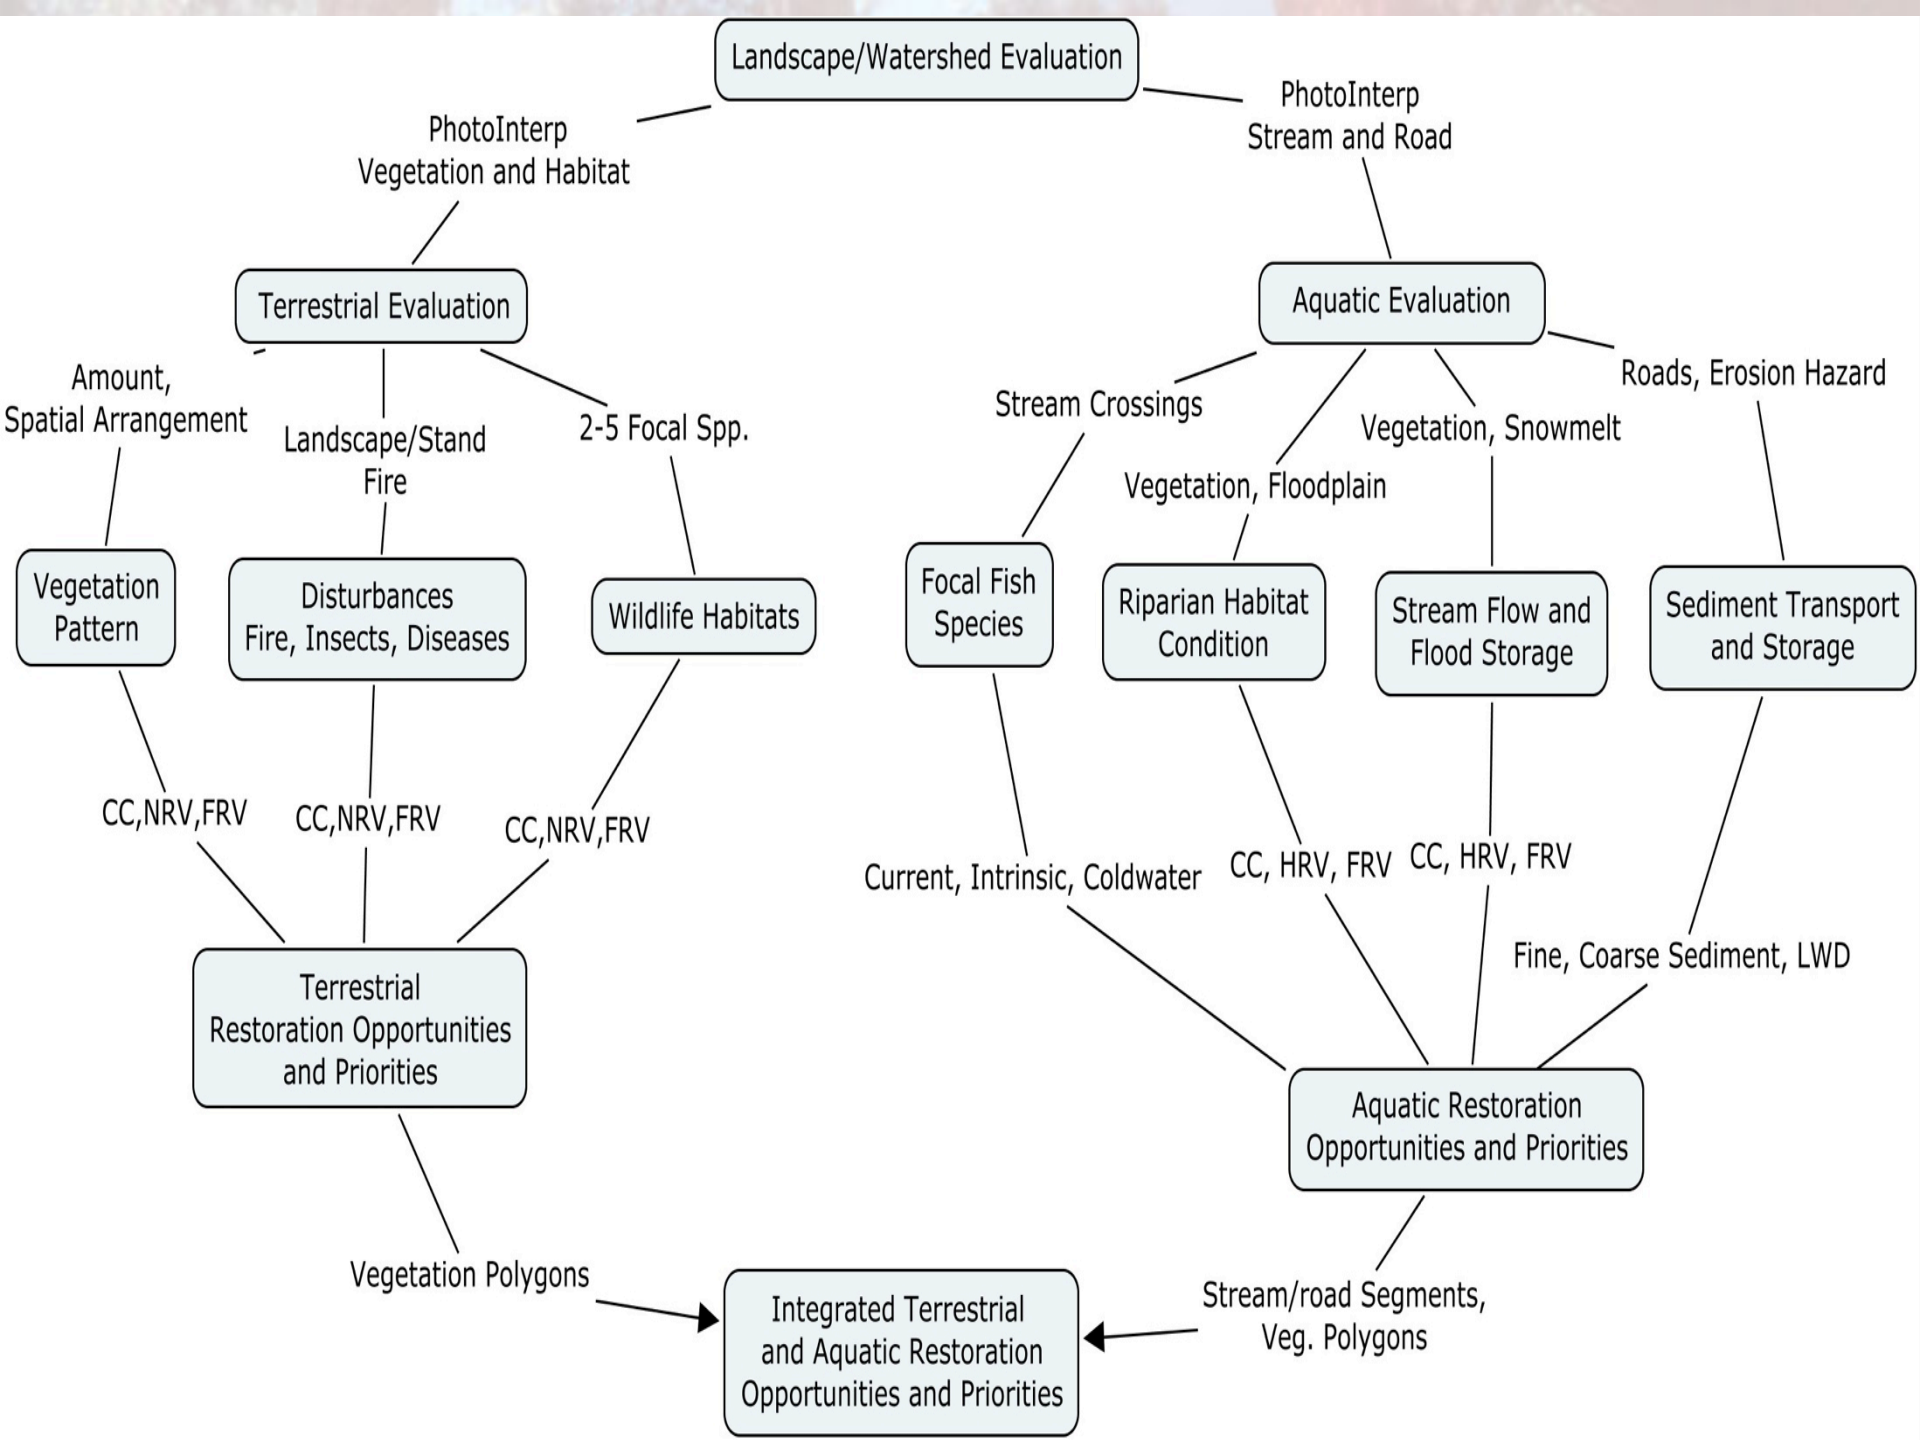 Landscape/Watershed Evaluation
PhotoInterp
Vegetation and Habitat
PhotoInterp
Stream and Road
Terrestrial Evaluation
Aquatic Evaluation
Amount,
Spatial Arrangement
Landscape/Stand
Fire
2-5 Focal Spp.
Stream Crossings
Vegetation, Floodplain
Vegetation, Snowmelt
Roads, Erosion Hazard
Vegetation
Pattern
Disturbances
Fire, Insects, Diseases
Wildlife Habitats
Focal Fish
Species
Riparian Habitat
Condition
Stream Flow and
Flood Storage
Sediment Transport
and Storage
CC,NRV,FRV
CC,NRV,FRV
CC,NRV,FRV
Current, Intrinsic, Coldwater
CC, HRV, FRV
CC, HRV, FRV
Fine, Coarse Sediment, LWD
Terrestrial
Restoration Opportunities
and Priorities
Aquatic Restoration
Opportunities and Priorities
Vegetation Polygons
Stream/road Segments,
Veg. Polygons
Integrated Terrestrial
and Aquatic Restoration
Opportunities and Priorities